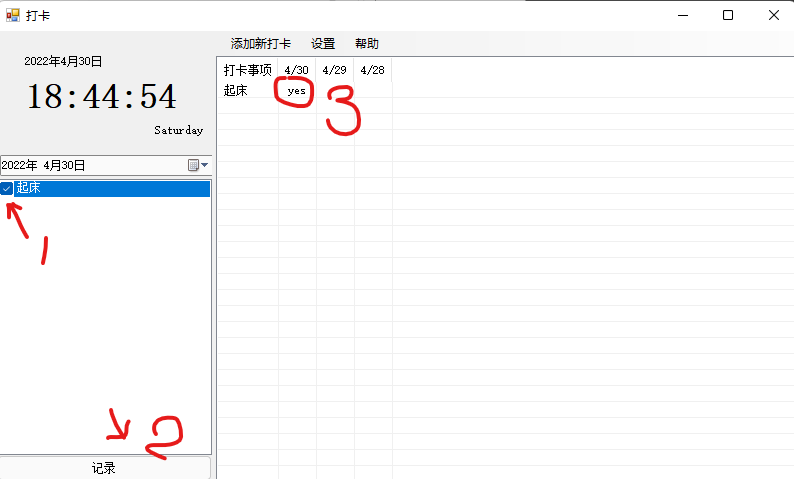 打卡
2022年4月30日
18:44:54
Saturday
2022年 4月30日
起床
1
2
记录
添加新打卡 设置 帮助
打卡事项 4/30 4/29 4/28
起床 yes
3